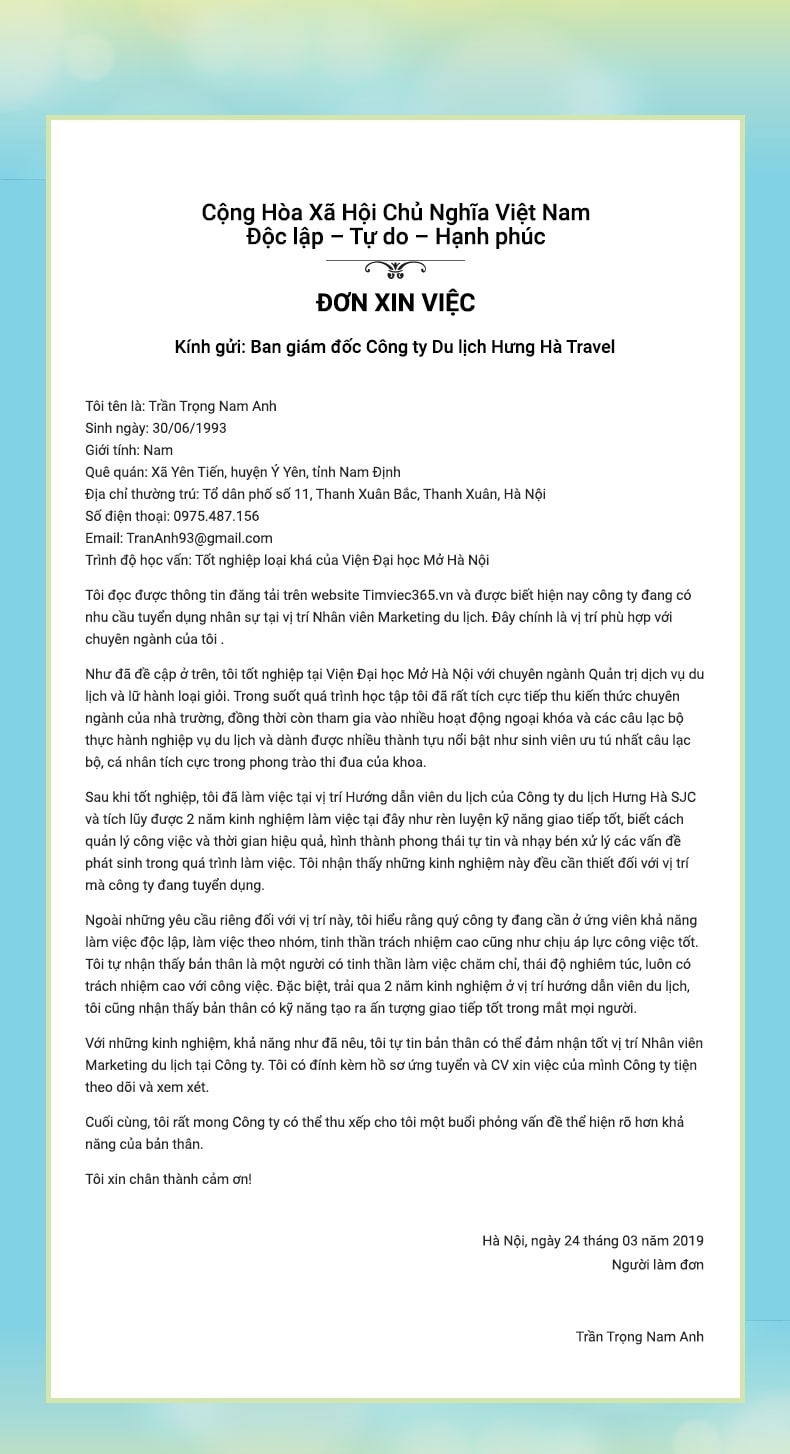 Cộng Hòa Xã Hội Chủ Nghĩa Việt Nam
Độc lập – Tự do – Hạnh phúc
ĐƠN XIN VIỆC
Kính gửi: Ban giám đốc Công ty Du lịch Hưng Hà Travel
Tôi tên là: Trần Trọng Nam Anh
Sinh ngày: 30/06/1993
Giới tính: Nam
Quê quán: Xã Yên Tiến, huyện Ý Yên, tỉnh Nam Định
Địa chỉ thường trú: Tổ dân phố số 11, Thanh Xuân Bắc, Thanh Xuân, Hà Nội
Số điện thoại: 0975.487.156
Email: TranAnh93@gmail.com
Trình độ học vấn: Tốt nghiệp loại khá của Viện Đại học Mở Hà Nội
Tôi đọc được thông tin đăng tải trên website Timviec365.vn và được biết hiện nay công ty đang có
nhu cầu tuyển dụng nhân sự tại vị trí Nhân viên Marketing du lịch. Đây chính là vị trí phù hợp với
chuyên ngành của tôi .
Như đã đề cập ở trên, tôi tốt nghiệp tại Viện Đại học Mở Hà Nội với chuyên ngành Quản trị dịch vụ du
lịch và lữ hành loại giỏi. Trong suốt quá trình học tập tôi đã rất tích cực tiếp thu kiến thức chuyên
ngành của nhà trường, đồng thời còn tham gia vào nhiều hoạt động ngoại khóa và các câu lạc bộ
thực hành nghiệp vụ du lịch và dành được nhiều thành tựu nổi bật như sinh viên ưu tú nhất câu lạc
bộ, cá nhân tích cực trong phong trào thi đua của khoa.
Sau khi tốt nghiệp, tôi đã làm việc tại vị trí Hướng dẫn viên du lịch của Công ty du lịch Hưng Hà SJC
và tích lũy được 2 năm kinh nghiệm làm việc tại đây như rèn luyện kỹ năng giao tiếp tốt, biết cách
quản lý công việc và thời gian hiệu quả, hình thành phong thái tự tin và nhạy bén xử lý các vấn đề
phát sinh trong quá trình làm việc. Tôi nhận thấy những kinh nghiệm này đều cần thiết đối với vị trí
mà công ty đang tuyển dụng.
Ngoài những yêu cầu riêng đối với vị trí này, tôi hiểu rằng quý công ty đang cần ở ứng viên khả năng
làm việc độc lập, làm việc theo nhóm, tinh thần trách nhiệm cao cũng như chịu áp lực công việc tốt.
Tôi tự nhận thấy bản thân là một người có tinh thần làm việc chăm chỉ, thái độ nghiêm túc, luôn có
trách nhiệm cao với công việc. Đặc biệt, trải qua 2 năm kinh nghiệm ở vị trí hướng dẫn viên du lịch,
tôi cũng nhận thấy bản thân có kỹ năng tạo ra ấn tượng giao tiếp tốt trong mắt mọi người.
Với những kinh nghiệm, khả năng như đã nêu, tôi tự tin bản thân có thể đảm nhận tốt vị trí Nhân viên
Marketing du lịch tại Công ty. Tôi có đính kèm hồ sơ ứng tuyển và CV xin việc của mình Công ty tiện
theo dõi và xem xét.
Cuối cùng, tôi rất mong Công ty có thể thu xếp cho tôi một buổi phỏng vấn đề thể hiện rõ hơn khả
năng của bản thân.
Tôi xin chân thành cảm ơn!
Hà Nội, ngày 24 tháng 03 năm 2019
Người làm đơn
Trần Trọng Nam Anh